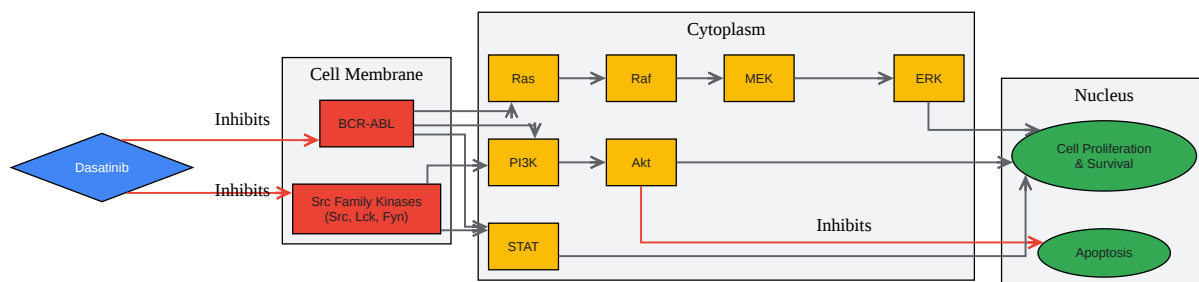 Cytoplasm
Cell Membrane
Ras
Raf
MEK
ERK
Nucleus
Inhibits
BCR-ABL
Dasatinib
PI3K
Akt
Cell Proliferation
& Survival
Inhibits
Src Family Kinases
(Src, Lck, Fyn)
STAT
Inhibits
Apoptosis